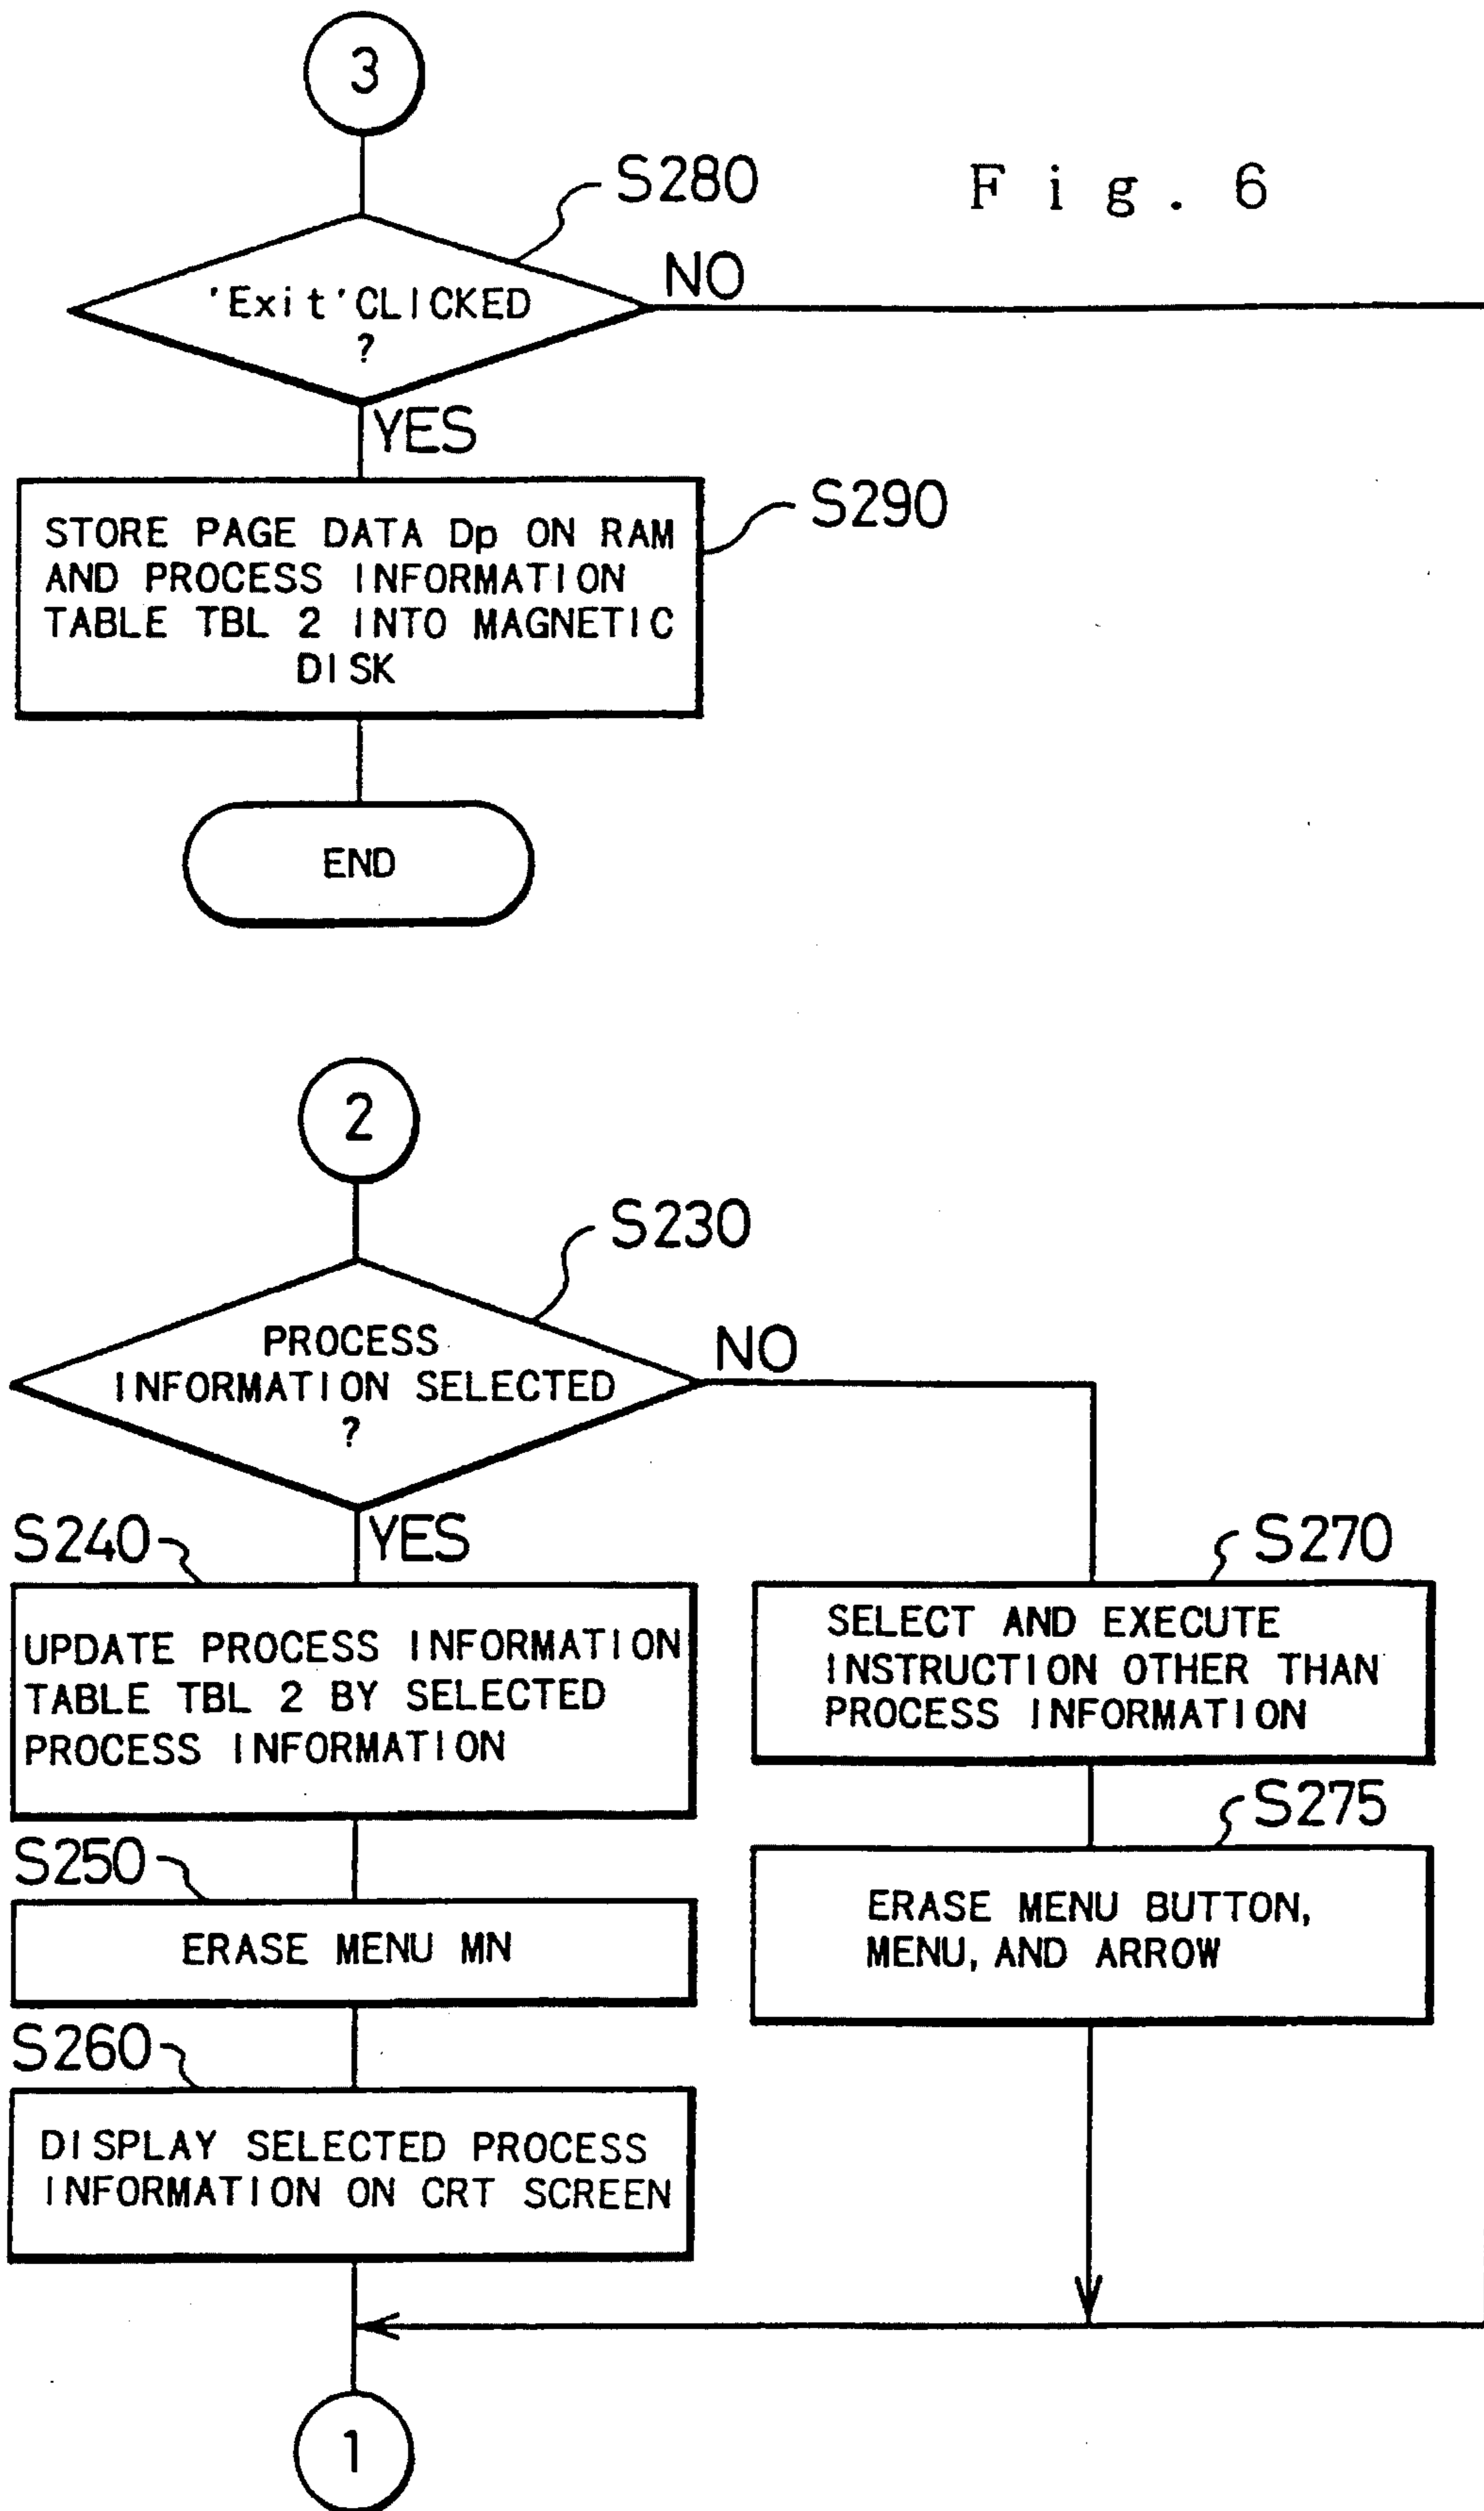 3
S280
Fig. 6
'Exit' CLICKED
?
NO
YES
S290
STORE PAGE DATA Dp ON RAM
AND PROCESS INFORMATION
TABLE TBL 2 INTO MAGNETIC
DISK
END
2
S230
PROCESS
INFORMATION SELECTED
?
NO
YES
S240
UPDATE PROCESS INFORMATION
TABLE TBL 2 BY SELECTED
PROCESS INFORMATION
S270
SELECT AND EXECUTE
INSTRUCTION OTHER THAN
PROCESS INFORMATION
S250
ERASE MENU MN
S275
ERASE MENU BUTTON,
MENU, AND ARROW
S260
DISPLAY SELECTED PROCESS
INFORMATION ON CRT SCREEN
1